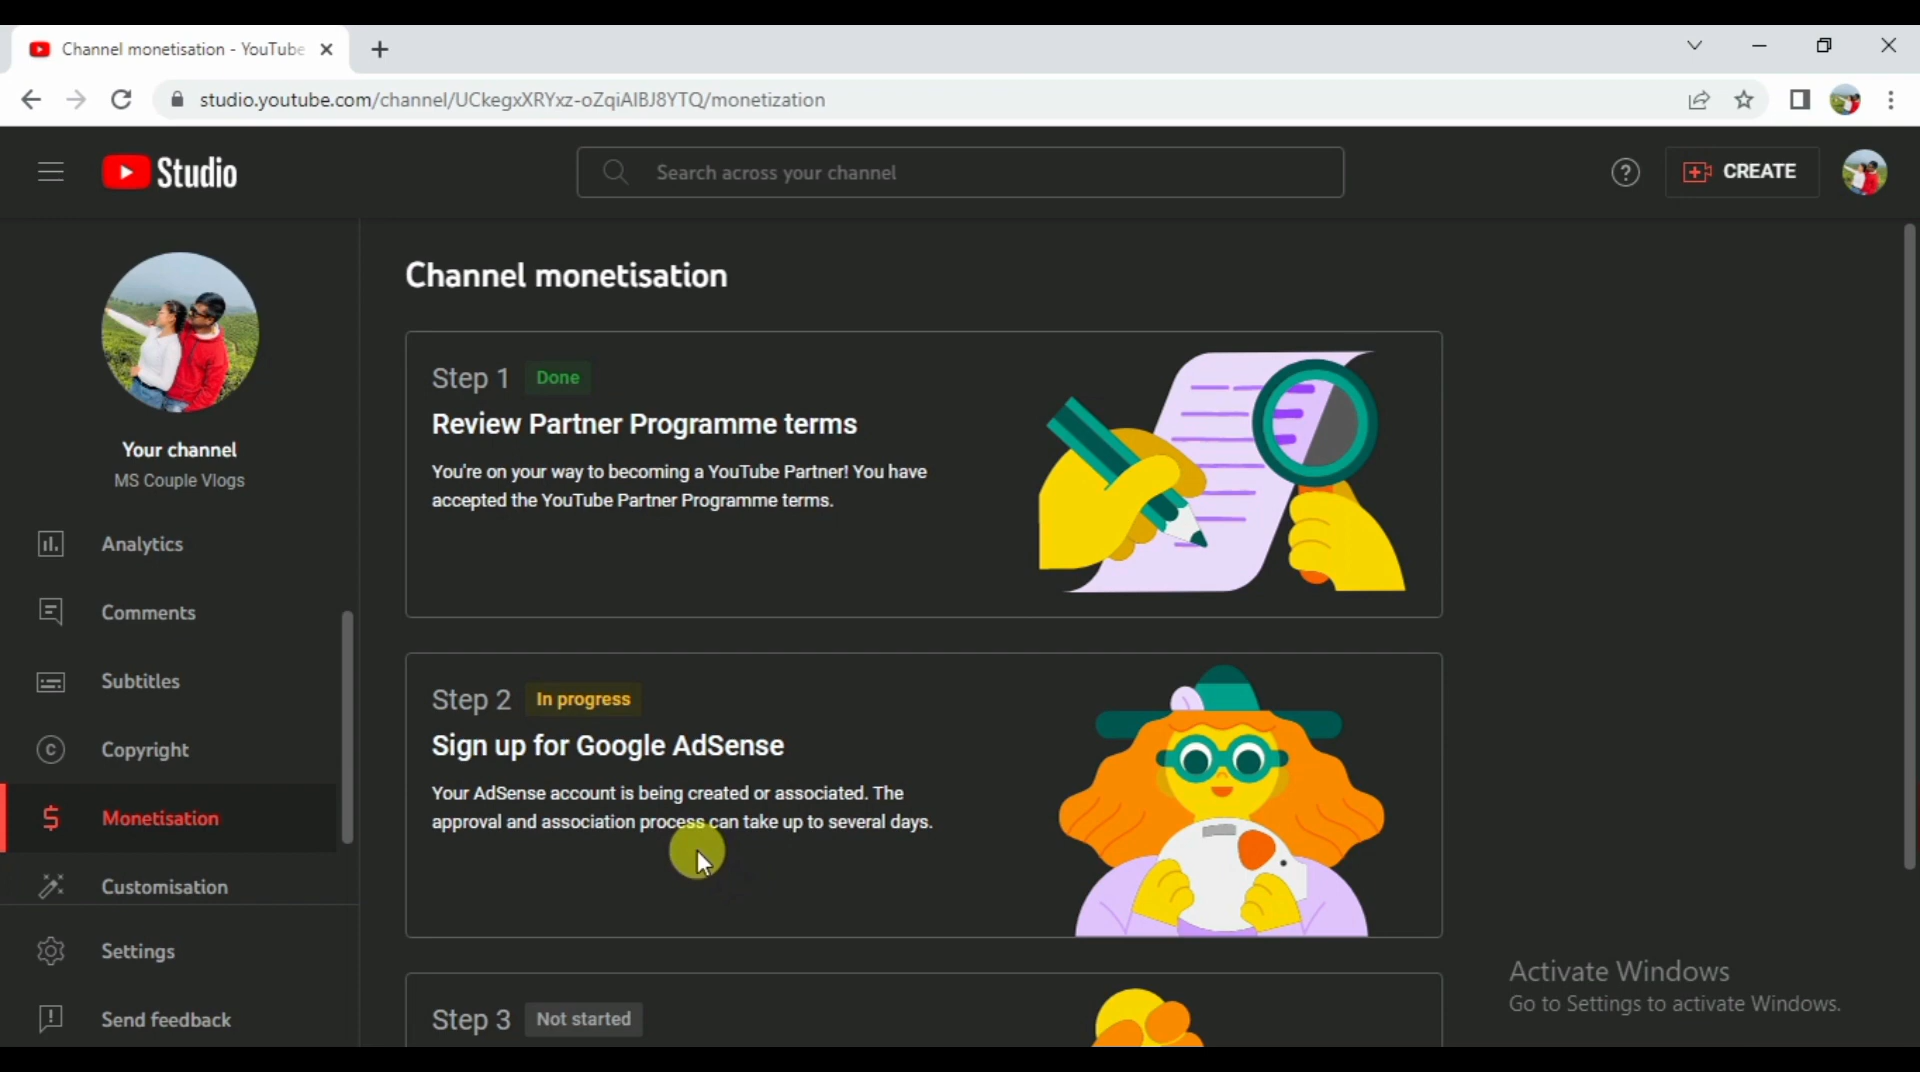 Channel monetisation - YouTube
studio.youtube.com/channel/UCkegxXRYxz-oZqiAIBJ8YTQ/monetization
Studio
Search across your channel
CREATE
Your channel
MS Couple Vlogs
Analytics
Comments
Subtitles
Copyright
Monetisation
Customisation
Settings
Send feedback
Channel monetisation
Step 1 Done
Review Partner Programme terms
You're on your way to becoming a YouTube Partner! You have
accepted the YouTube Partner Programme terms.
Step 2 In progress
Sign up for Google AdSense
Your AdSense account is being created or associated. The
approval and association process can take up to several days.
Step 3 Not started
Activate Windows
Go to Settings to activate Windows.